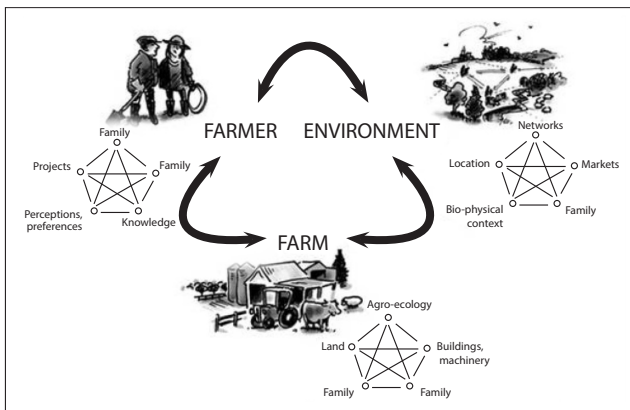 FARMER
ENVIRONMENT
FARM
Family
Projects
Family
Perceptions,
preferences
Knowledge
Networks
Location
Markets
Bio-physical
context
Family
Agro-ecology
Land
Buildings,
machinery
Family
Family